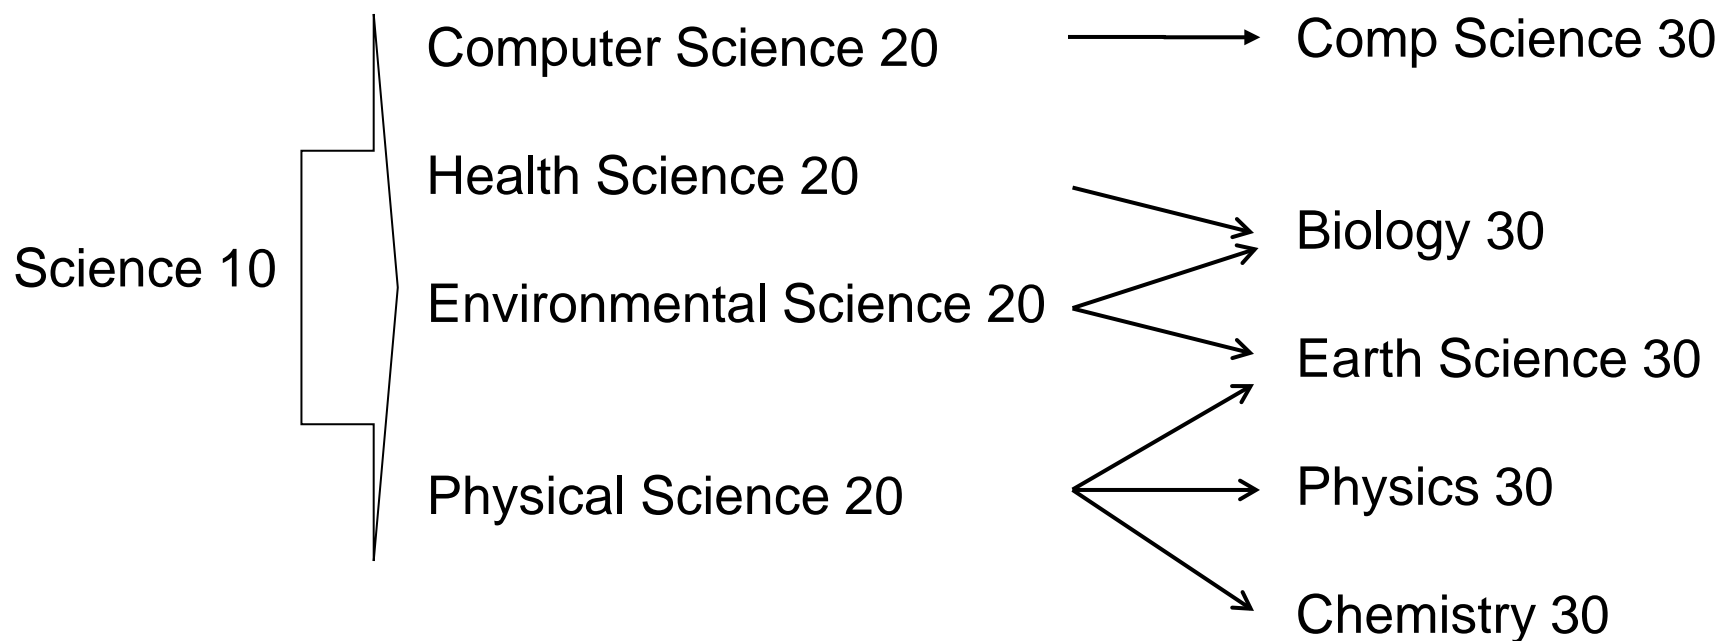 Science 10
Computer Science 20
Health Science 20
Environmental Science 20
Physical Science 20
Comp Science 30
Biology 30
Earth Science 30
Physics 30
Chemistry 30